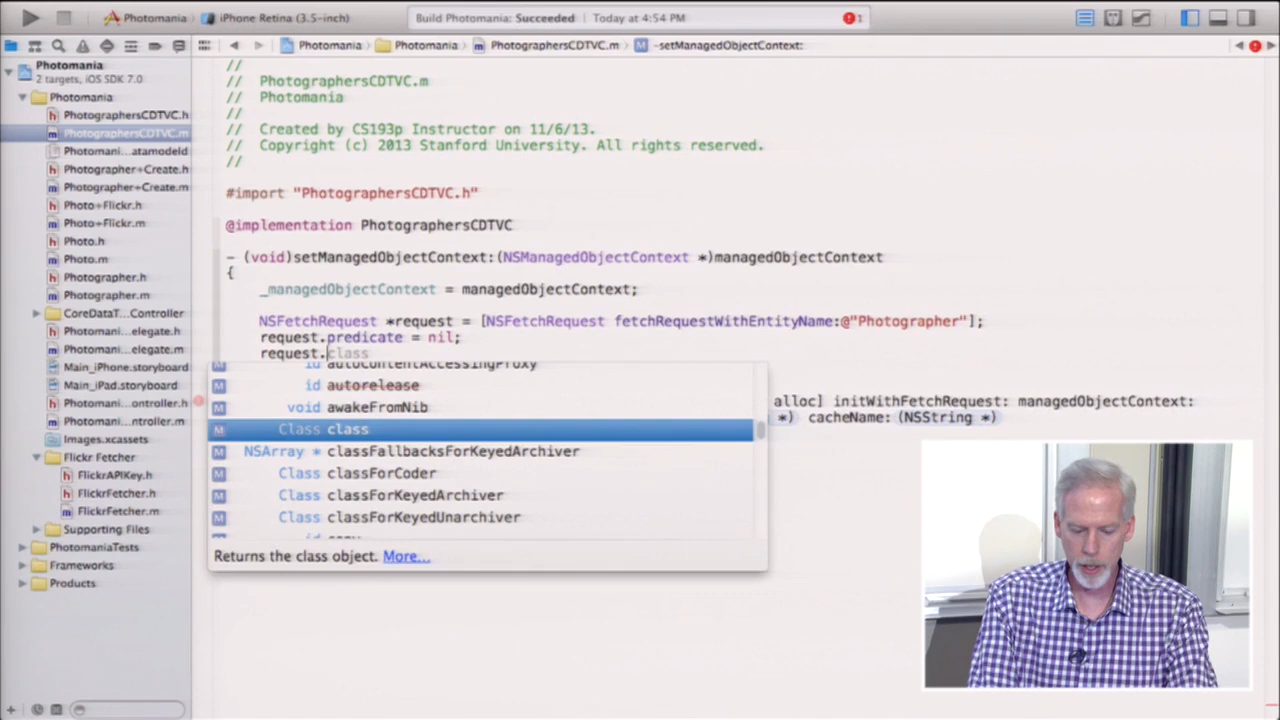 Photomania
iPhone Retina (3.5-inch)
Build Photomania: Succeeded
Today at 4:54 PM
1
Photomania
Photomania
PhotographersCDTVC.m
-setManagedObjectContext:
Photomania
2 targets, iOS SDK 7.0
Photomania
PhotographersCDTVC.h
PhotographersCDTVC.m
Photomani...atamodeld
Photographer+Create.h
Photographer+Create.m
Photo+Flickr.h
Photo+Flickr.m
Photo.h
Photo.m
Photographer.h
Photographer.m
CoreDataT...Controller
Photomani...elegate.h
Photomani...elegate.m
Main_iPhone.storyboard
Main_iPad.storyboard
Photomani...ontroller.h
Photomani...ntroller.m
Images.xcassets
Flickr Fetcher
FlickrAPIKey.h
FlickrFetcher.h
FlickrFetcher.m
Supporting Files
PhotomaniaTests
Frameworks
Products
//
// PhotographersCDTVC.m
// Photomania
//
// Created by CS193p Instructor on 11/6/13.
// Copyright (c) 2013 Stanford University. All rights reserved.
//
#import "PhotographersCDTVC.h"
@implementation PhotographersCDTVC
- (void)setManagedObjectContext:(NSManagedObjectContext *)managedObjectContext
{
_managedObjectContext = managedObjectContext;
NSFetchRequest *request = [NSFetchRequest fetchRequestWithEntityName:@"Photographer"];
request.predicate = nil;
request.class
id autoContentAccessingProxy
id autorelease
void awakeFromNib
Class class
NSArray * classFallbacksForKeyedArchiver
Class classForCoder
Class classForKeyedArchiver
Class classForKeyedUnarchiver
Returns the class object. More...
alloc] initWithFetchRequest: managedObjectContext:
*) cacheName:(NSString *)